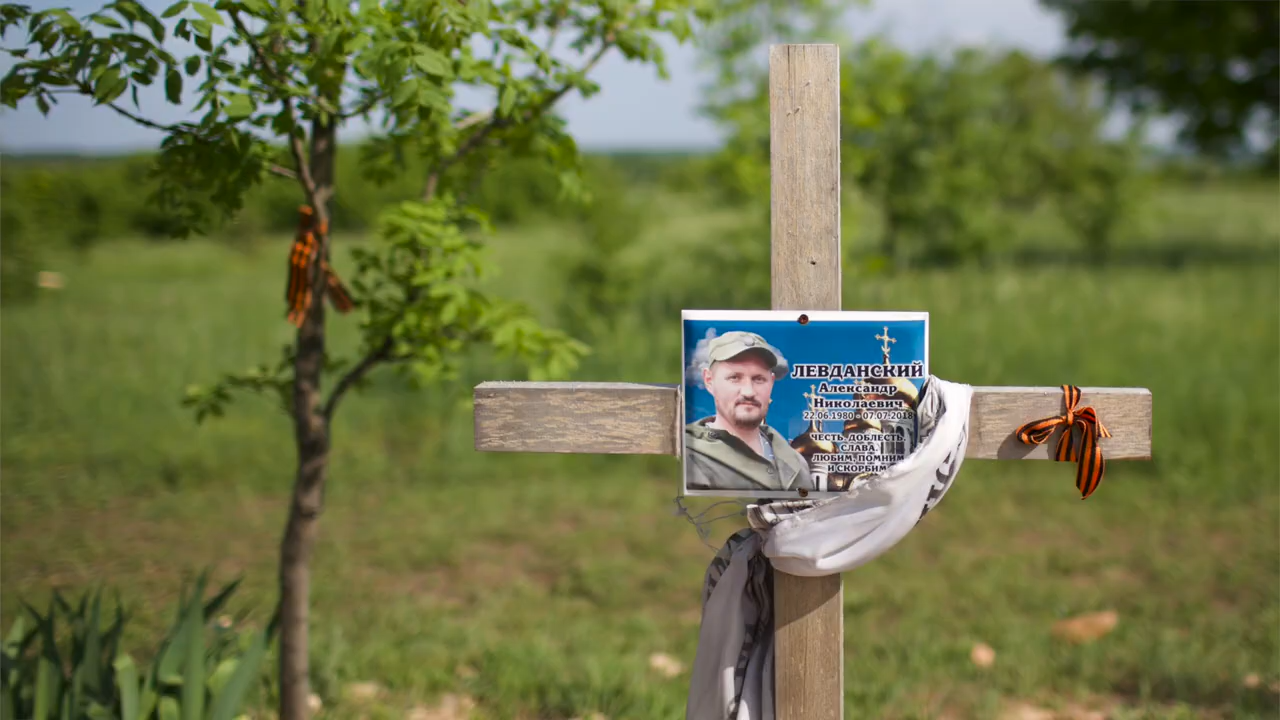 ЛЕВДАНСКИЙ
Александр
Николаевич
22.06.1980 - 07.07.2018
ЧЕСТЬ, ДОБЛЕСТЬ,
СЛАВА.
ЛЮБИМ, ПОМНИМ
И СКОРБИМ